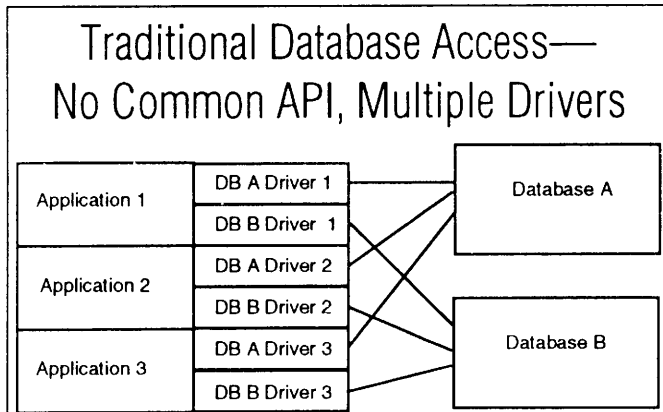 Traditional Database Access—
No Common API, Multiple Drivers
Application 1
DB A Driver 1
DB B Driver 1
Application 2
DB A Driver 2
DB B Driver 2
Application 3
DB A Driver 3
DB B Driver 3
Database A
Database B